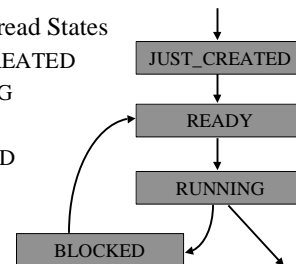 read States
EATED
G
D
JUST_CREATED
READY
RUNNING
BLOCKED